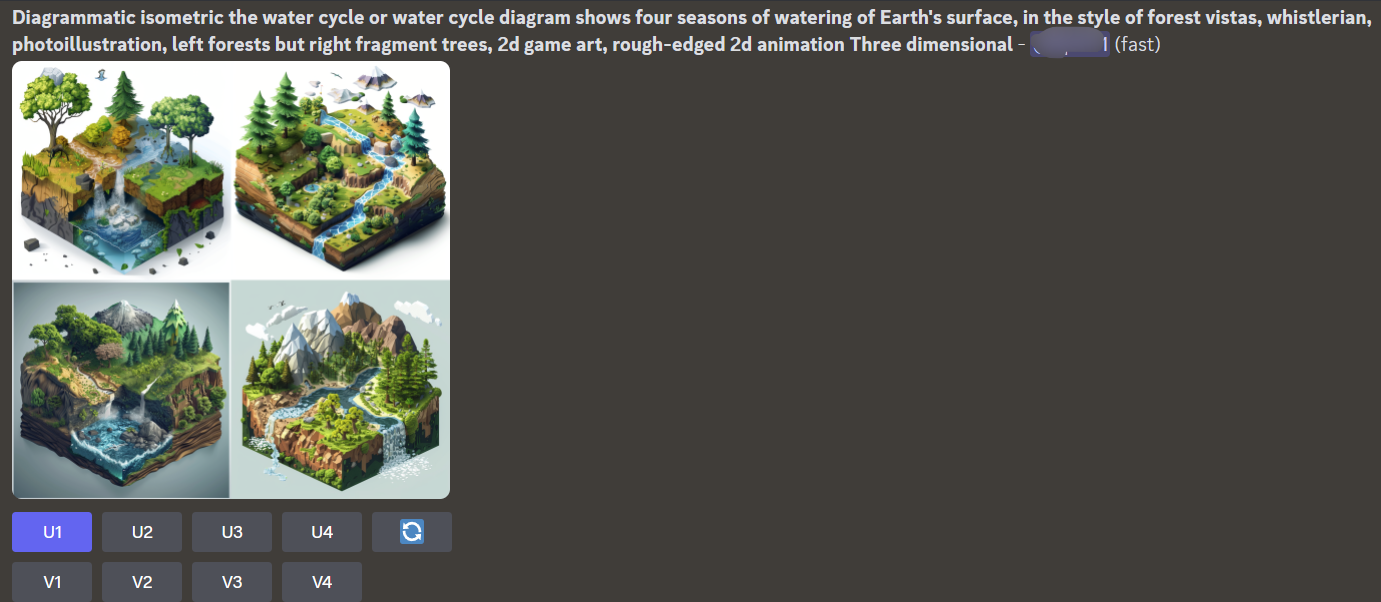 Diagrammatic isometric the water cycle or water cycle diagram shows four seasons of watering of Earth's surface, in the style of forest vistas, whistlerian,
photoillustration, left forests but right fragment trees, 2d game art, rough-edged 2d animation Three dimensional - (fast)
U1 U2 U3 U4
V1 V2 V3 V4